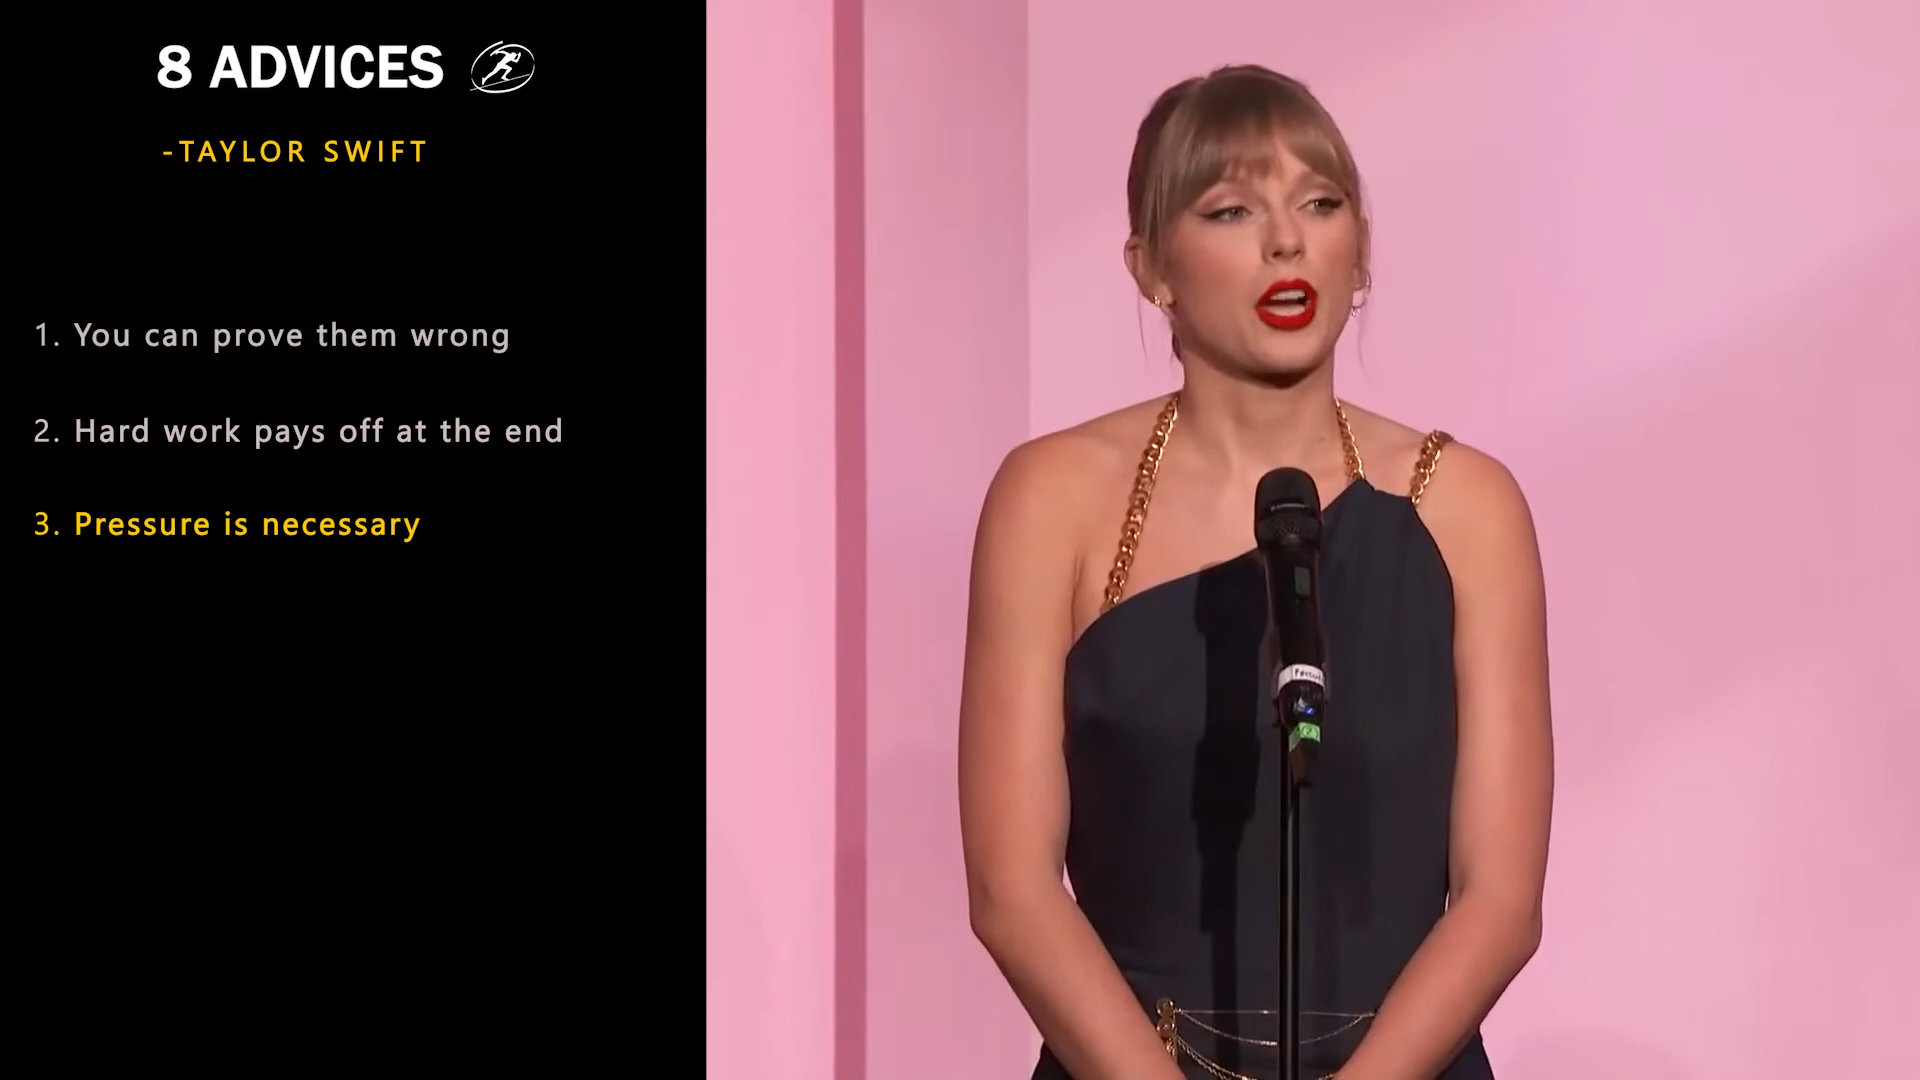 8 ADVICES
-TAYLOR SWIFT
1. You can prove them wrong
2. Hard work pays off at the end
3. Pressure is necessary